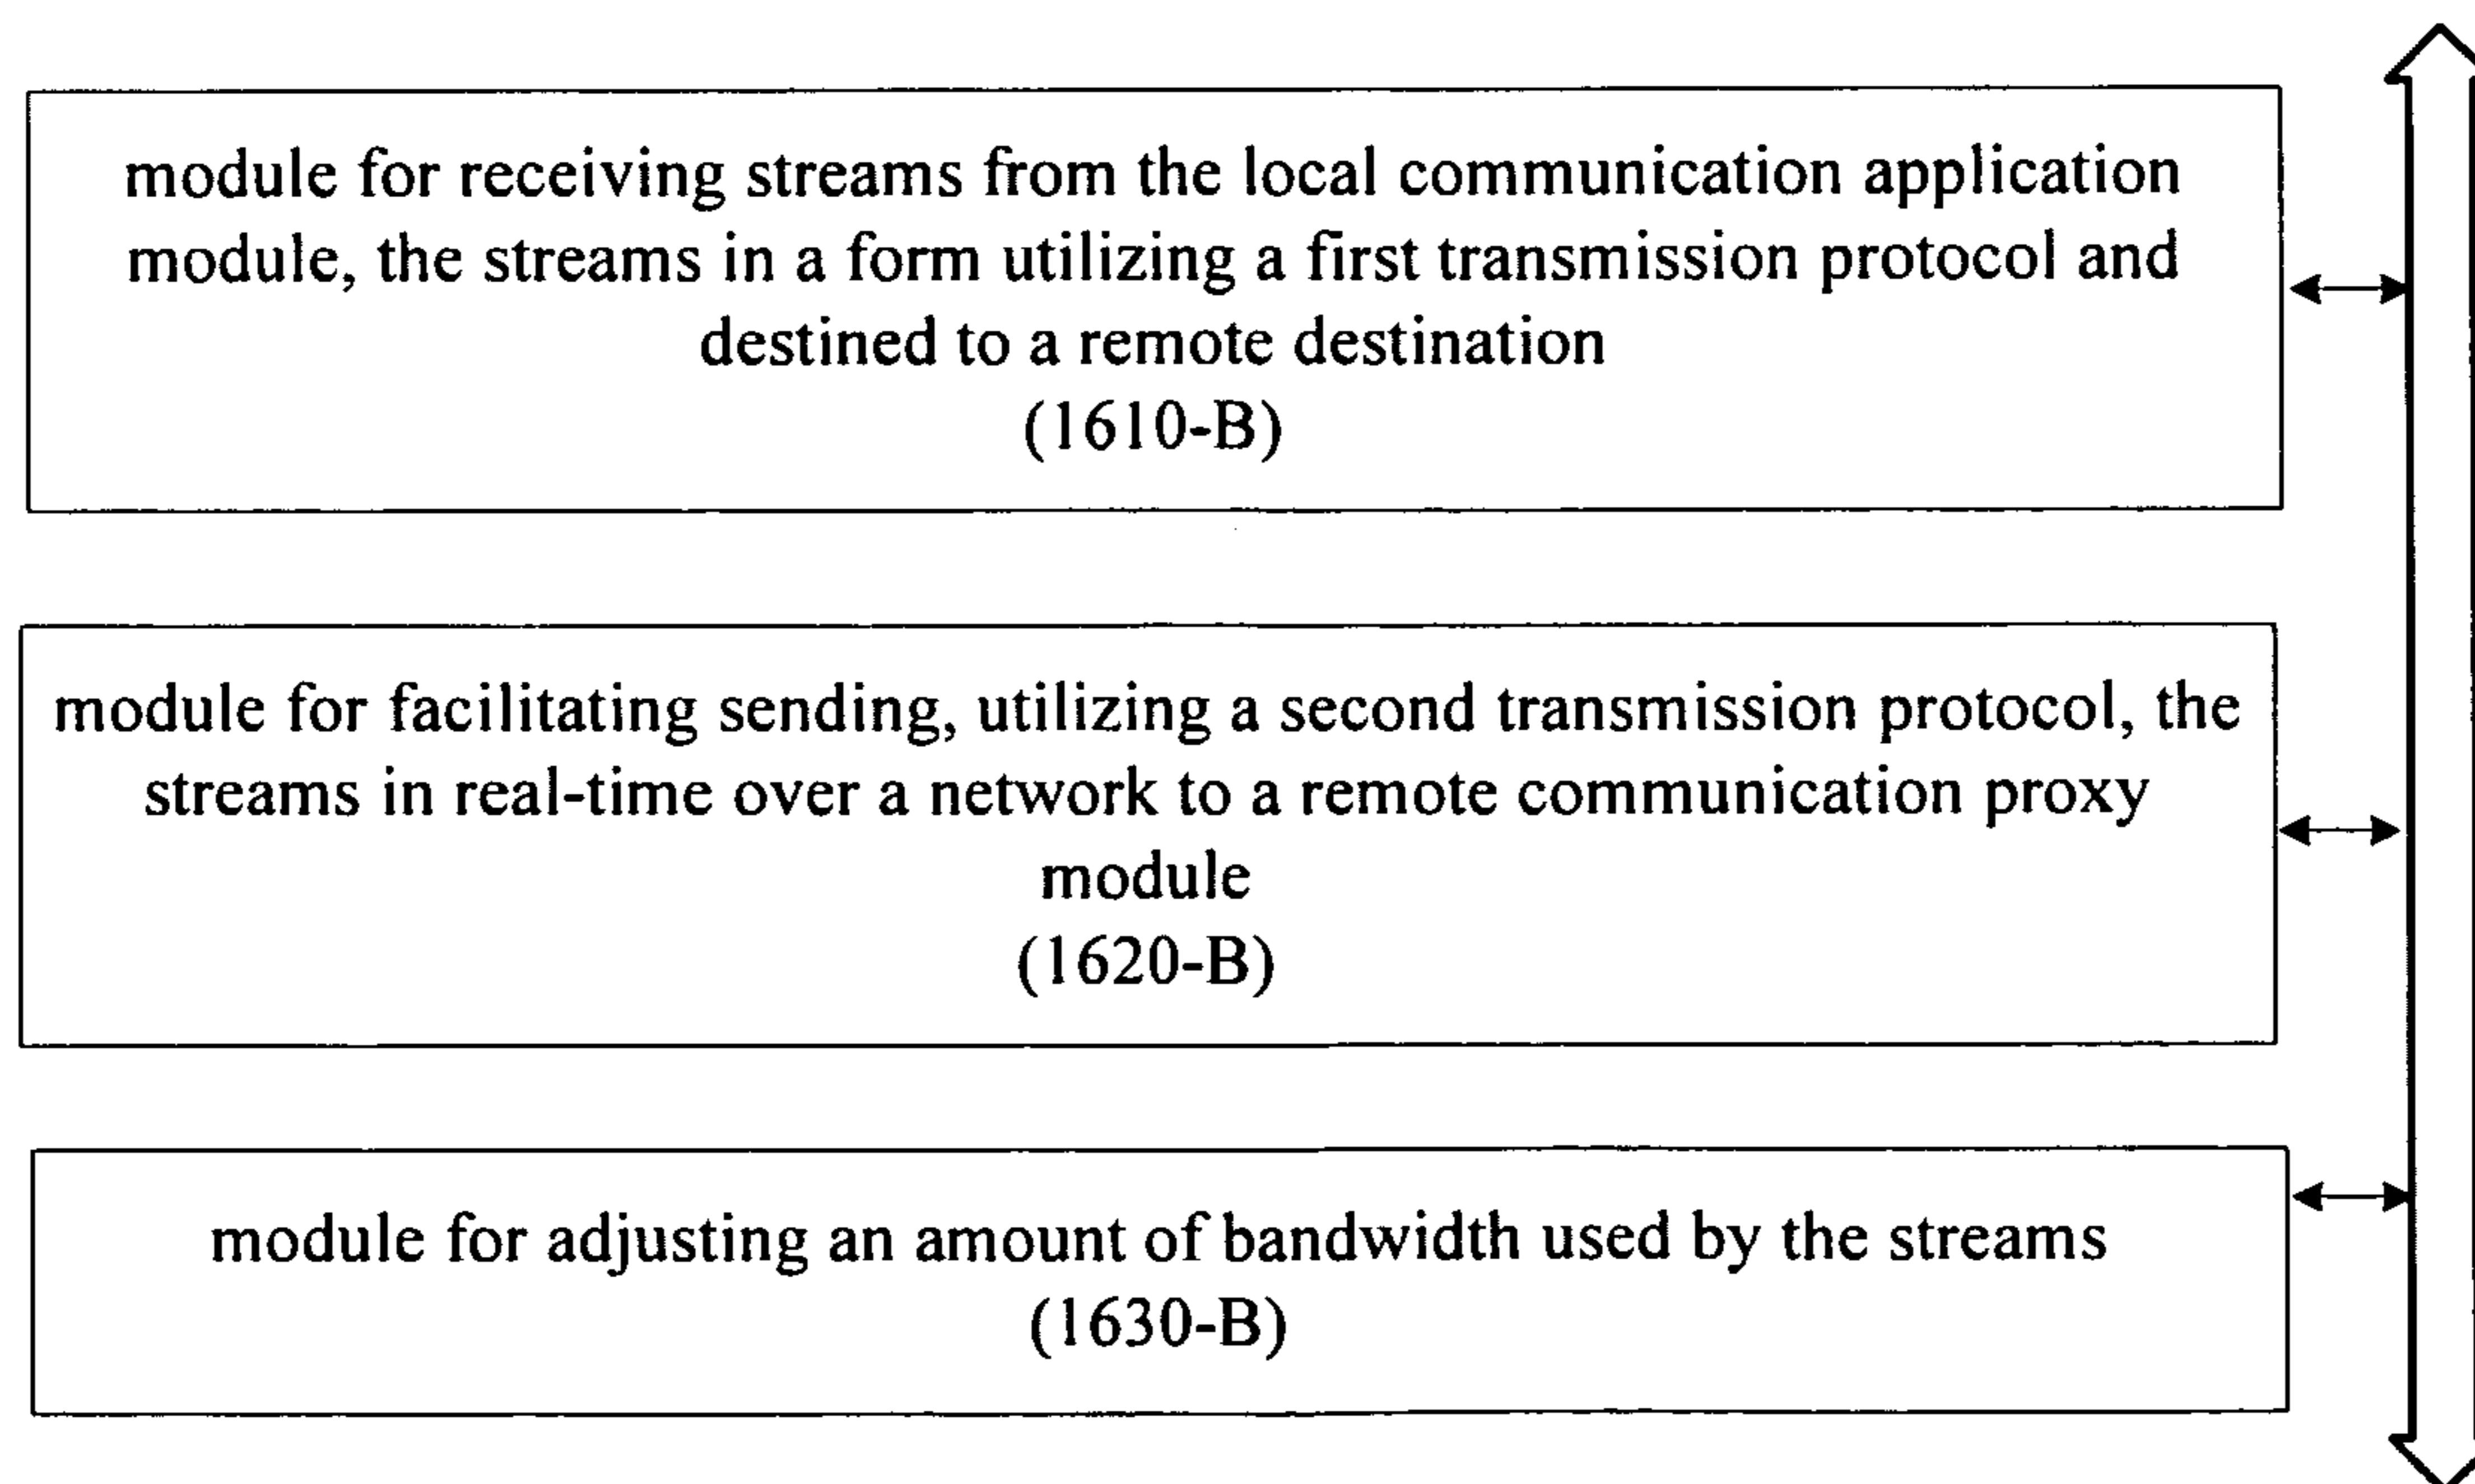 module for receiving streams from the local communication application
module, the streams in a form utilizing a first transmission protocol and
destined to a remote destination
(1610-B)
module for facilitating sending, utilizing a second transmission protocol, the
streams in real-time over a network to a remote communication proxy
module
(1620-B)
module for adjusting an amount of bandwidth used by the streams
(1630-B)